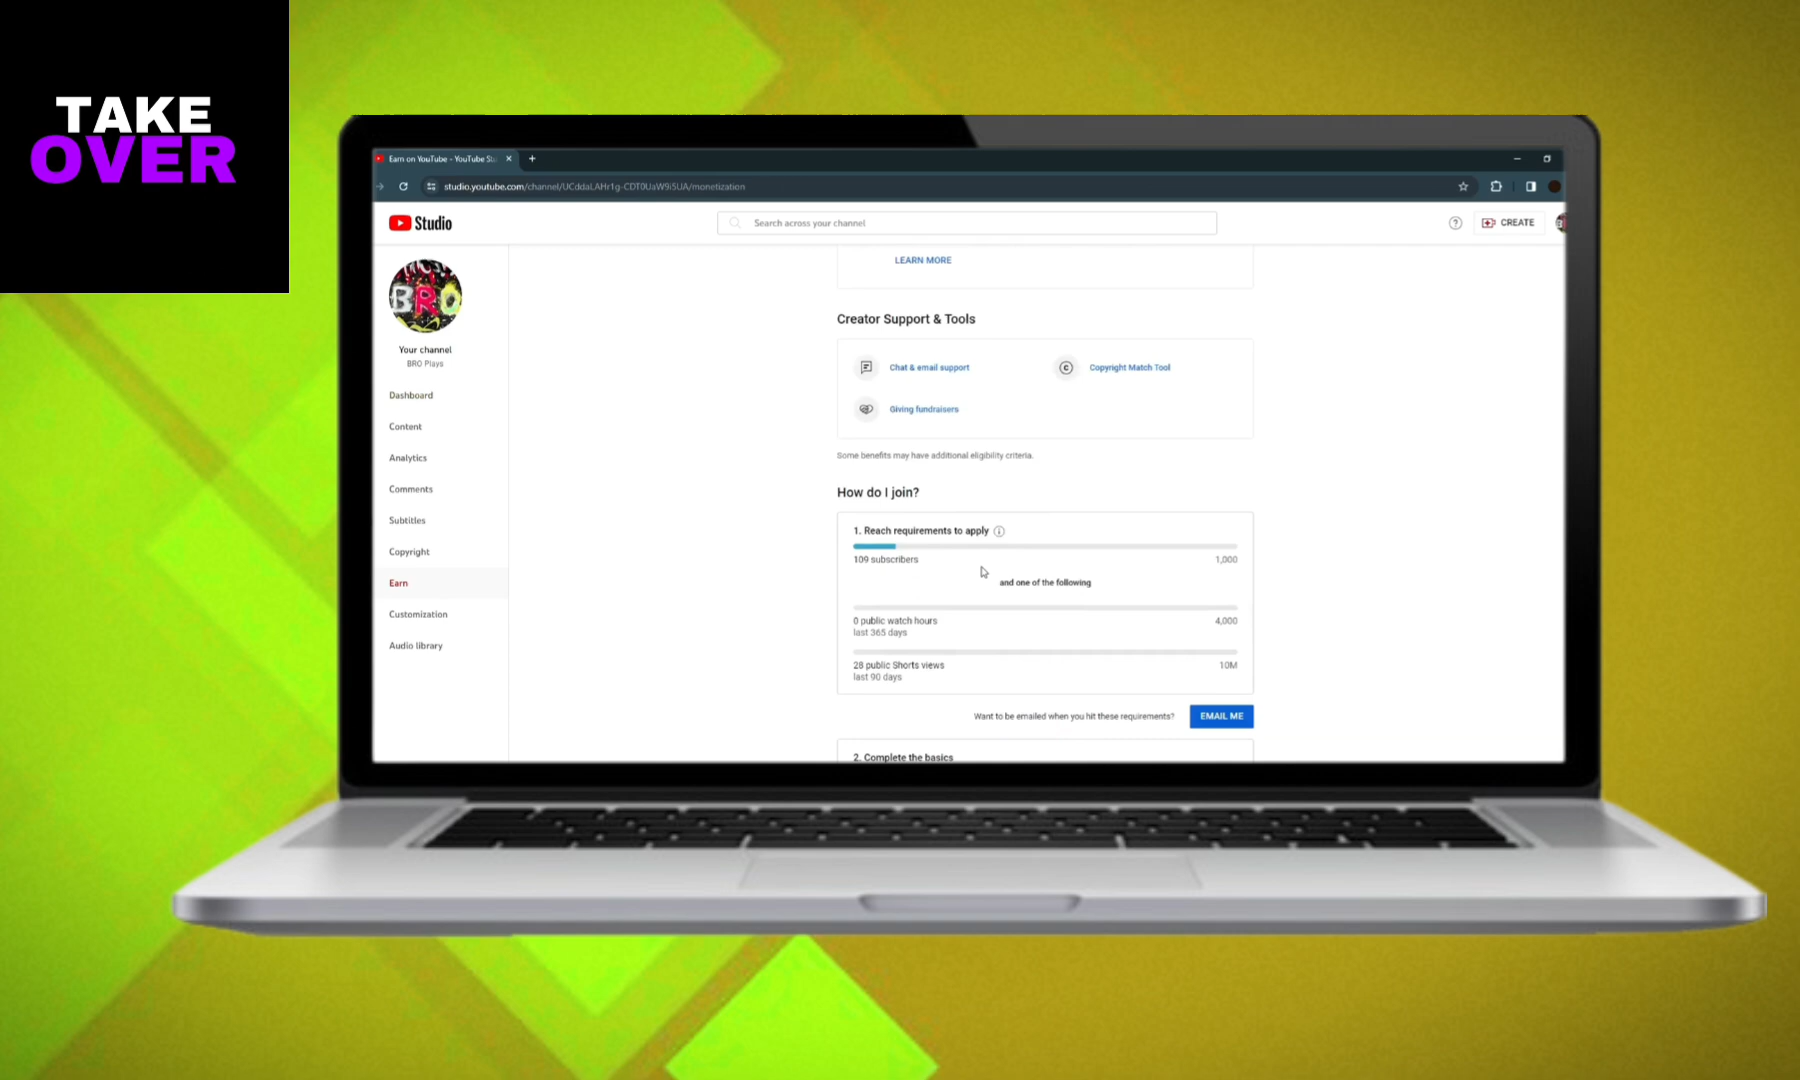 TAKE
OVER
Earn on YouTube - YouTube Stu
studio.youtube.com/channel/UCddaLAHr1g-CDT0UaW9i5UA/monetization
Studio
Search across your channel
CREATE
BRO
Your channel
BRO Plays
Dashboard
Content
Analytics
Comments
Subtitles
Copyright
Earn
Customization
Audio library
LEARN MORE
Creator Support & Tools
Chat & email support
Copyright Match Tool
Giving fundraisers
Some benefits may have additional eligibility criteria.
How do I join?
1. Reach requirements to apply
109 subscribers 1,000
and one of the following
0 public watch hours 4,000
last 365 days
28 public Shorts views 10M
last 90 days
Want to be emailed when you hit these requirements? EMAIL ME
2. Complete the basics